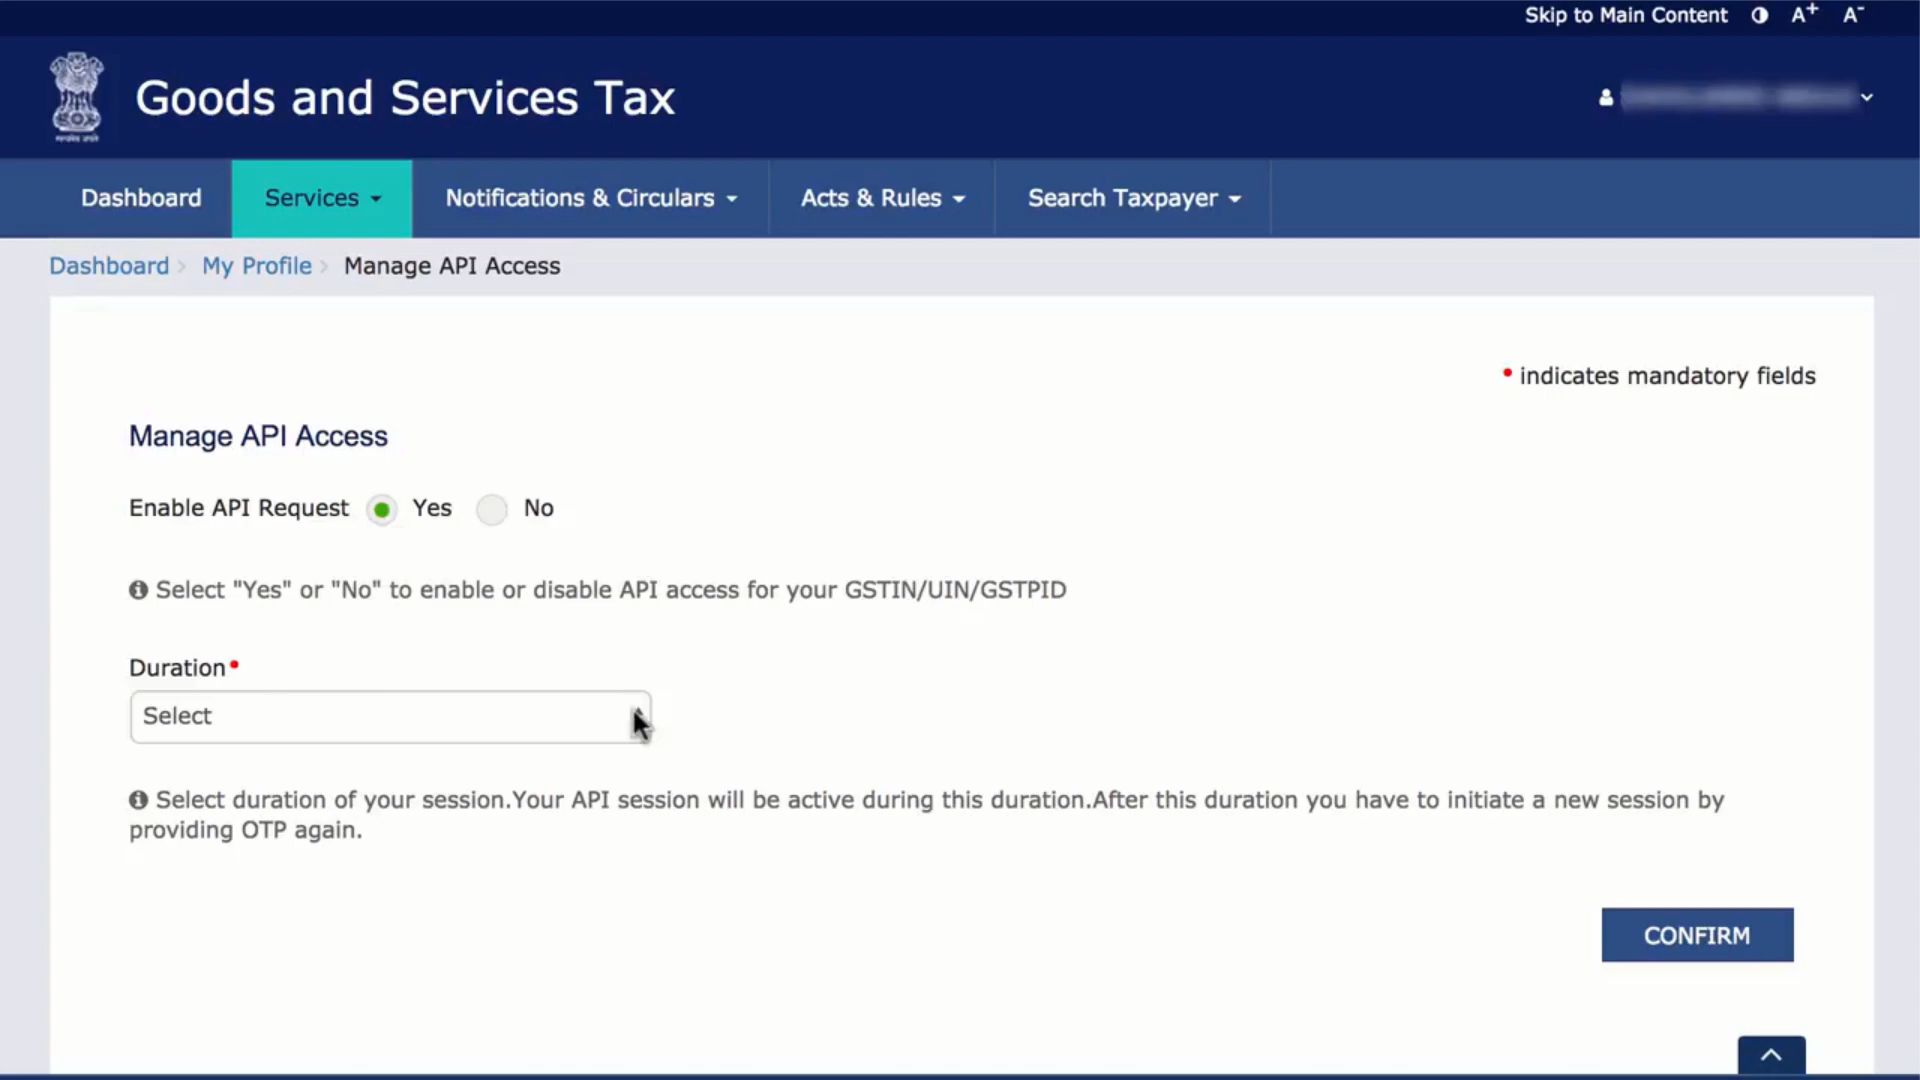 Skip to Main Content A+ A-
Goods and Services Tax
Dashboard Services Notifications & Circulars Acts & Rules Search Taxpayer
Dashboard > My Profile > Manage API Access
• indicates mandatory fields
Manage API Access
Enable API Request Yes No
Select "Yes" or "No" to enable or disable API access for your GSTIN/UIN/GSTPID
Duration•
Select
Select duration of your session.Your API session will be active during this duration.After this duration you have to initiate a new session by
providing OTP again.
CONFIRM